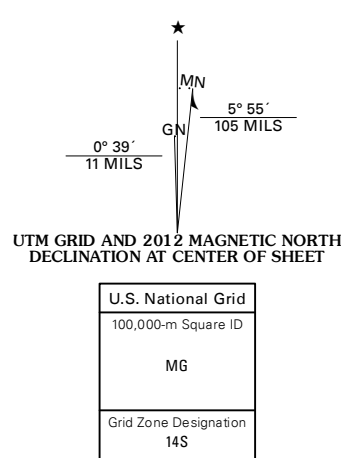 MN
GN
5° 55´
105 MILS
0° 39´
11 MILS
UTM GRID AND 2012 MAGNETIC NORTH
DECLINATION AT CENTER OF SHEET
U.S. National Grid
100,000-m Square ID
MG
Grid Zone Designation
14S